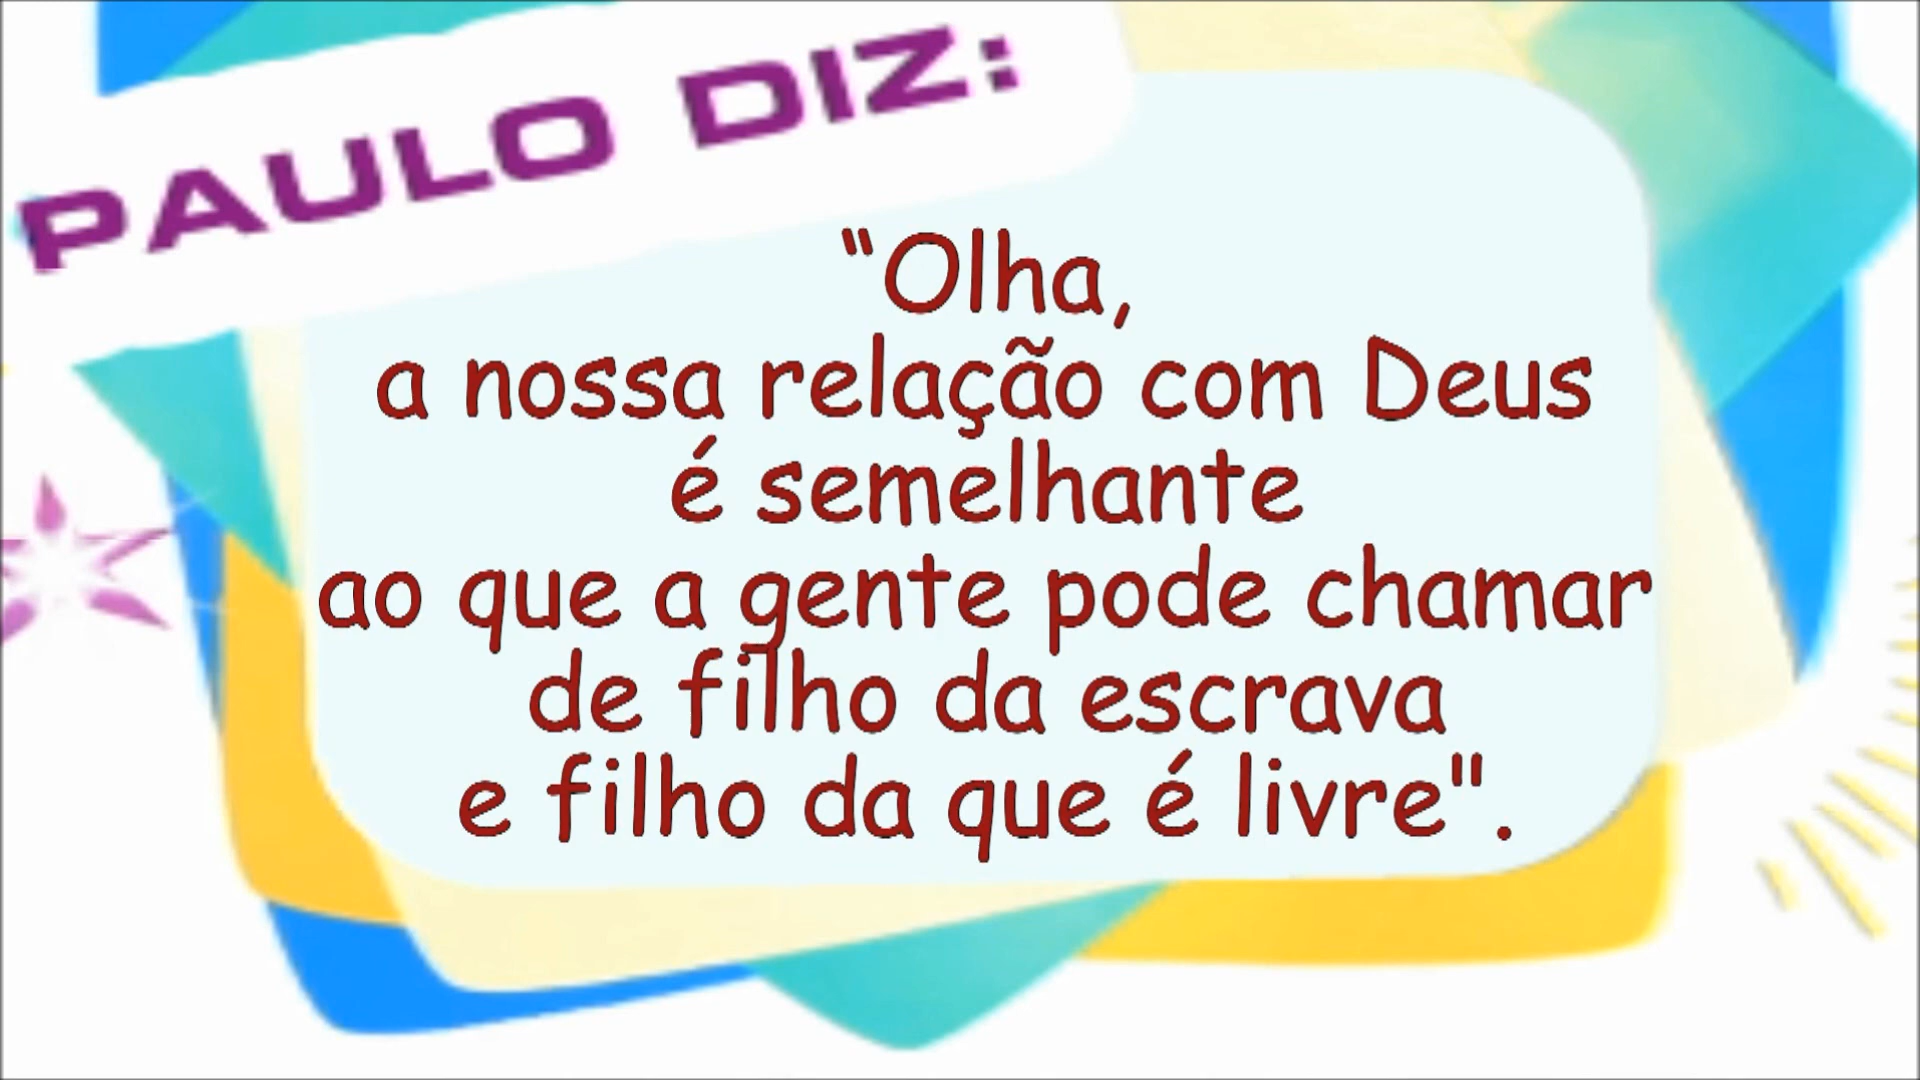 PAULO DIZ:
“Olha,
a nossa relação com Deus
é semelhante
ao que a gente pode chamar
de filho da escrava
e filho da que é livre".